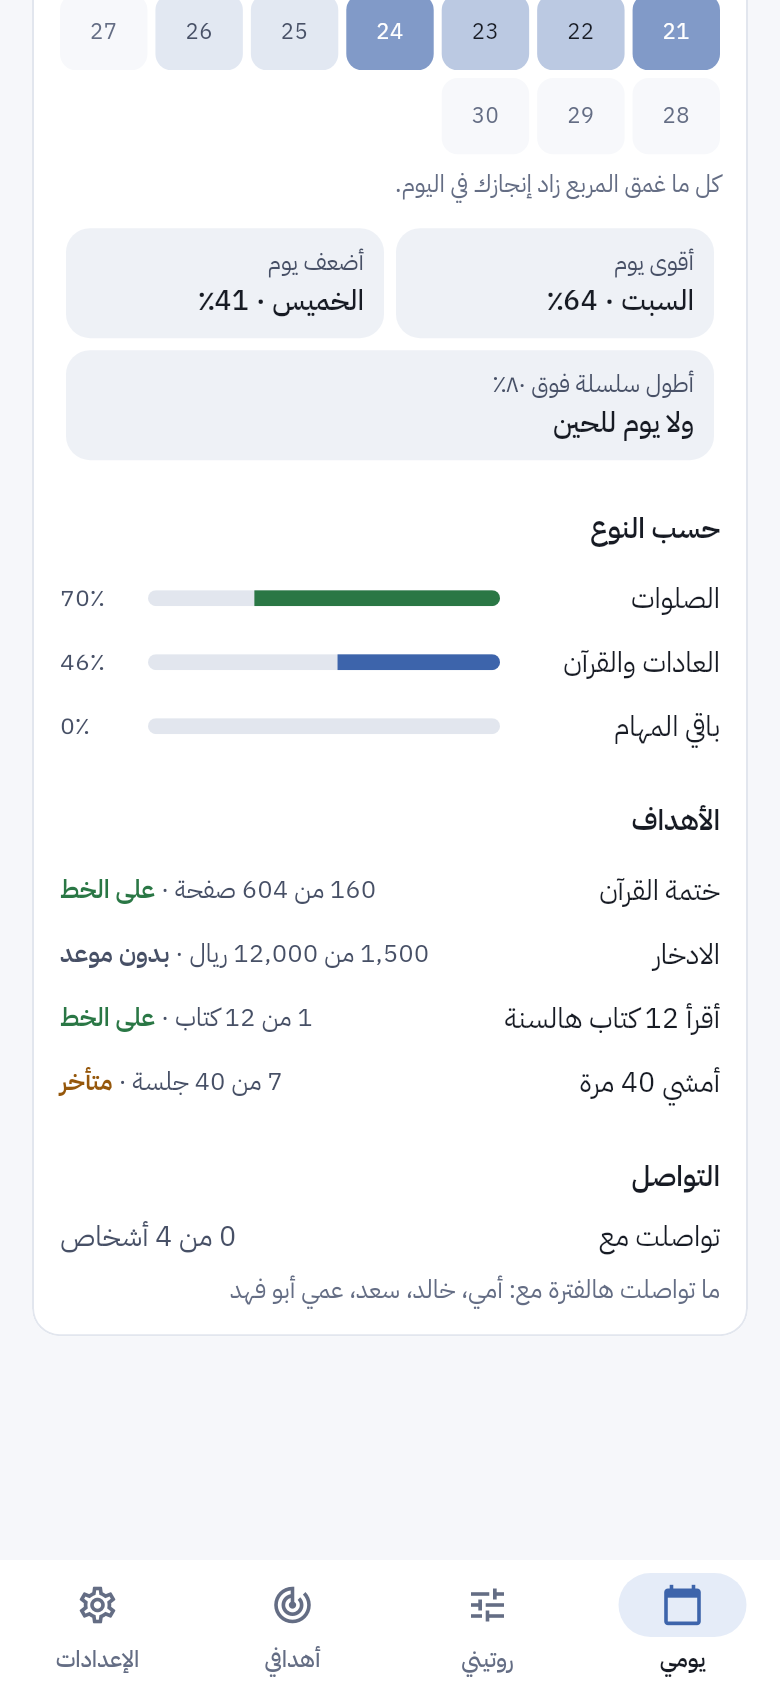 21 22 23 24 25 26 27
28 29 30
كل ما غمق المربع زاد إنجازك في اليوم.
أقوى يوم
السبت · 64٪
أضعف يوم
الخميس · 41٪
أطول سلسلة فوق ٨٠٪
ولا يوم للحين
حسب النوع
الصلوات 70٪
العادات والقرآن 46٪
باقي المهام 0٪
الأهداف
ختمة القرآن 160 من 604 صفحة · على الخط
الادخار 1,500 من 12,000 ريال · بدون موعد
أقرأ 12 كتاب هالسنة 1 من 12 كتاب · على الخط
أمشي 40 مرة 7 من 40 جلسة · متأخر
التواصل
تواصلت مع 0 من 4 أشخاص
ما تواصلت هالفترة مع: أمي، خالد، سعد، عمي أبو فهد
يومي روتيني أهدافي الإعدادات